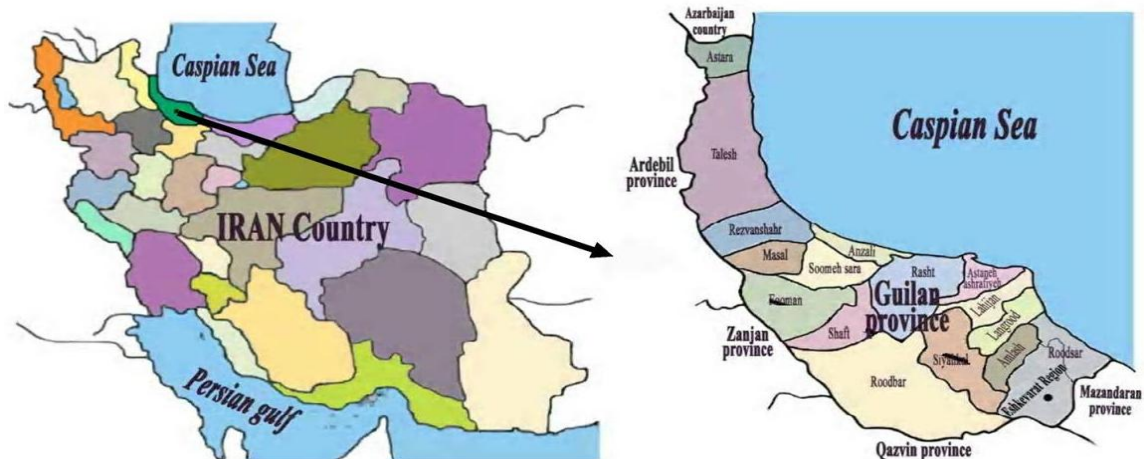 Caspian Sea
IRAN Country
Persian gulf
Azarbaijan
country
Astara
Caspian Sea
Talesh
Ardebil
province
Rezvanshahr
Masal
Anzali
Soomeh sara
Rasht
Astaneh
ashrafiyeh
Fooman
Guilan
province
Lahijan
Langrood
Zanjan
province
Shaft
Siyahkal
Amlash
Roodsar
Roodbar
Eshkevarat Region
Mazandaran
province
Qazvin province